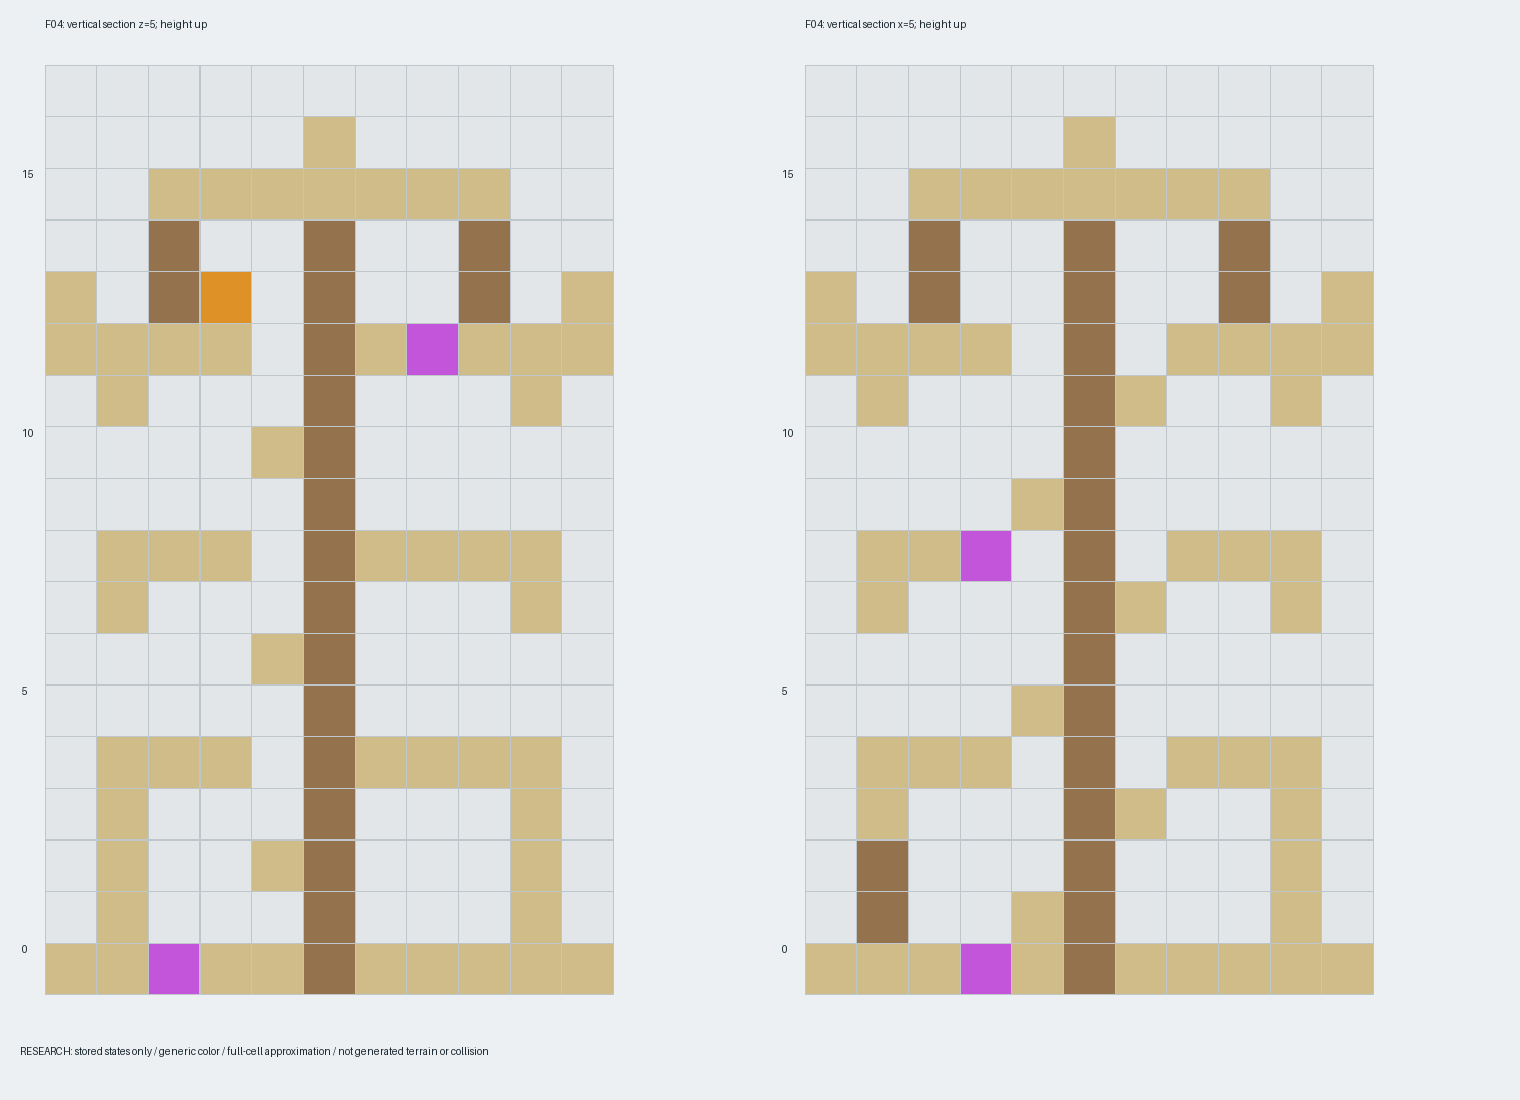 F04: vertical section z=5; height up
F04: vertical section x=5; height up
15
15
10
10
5
5
0
0
RESEARCH: stored states only / generic color / full-cell approximation / not generated terrain or collision